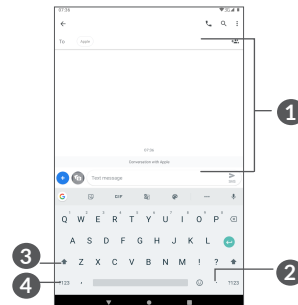 07:36
To Apple
07:36
Conversation with Apple
Text message
SMS
G GIF
Q W E R T Y U I O P
A S D F G H J K L
Z X C V B N M ! ?
?123 , . ?123
1
2
3
4